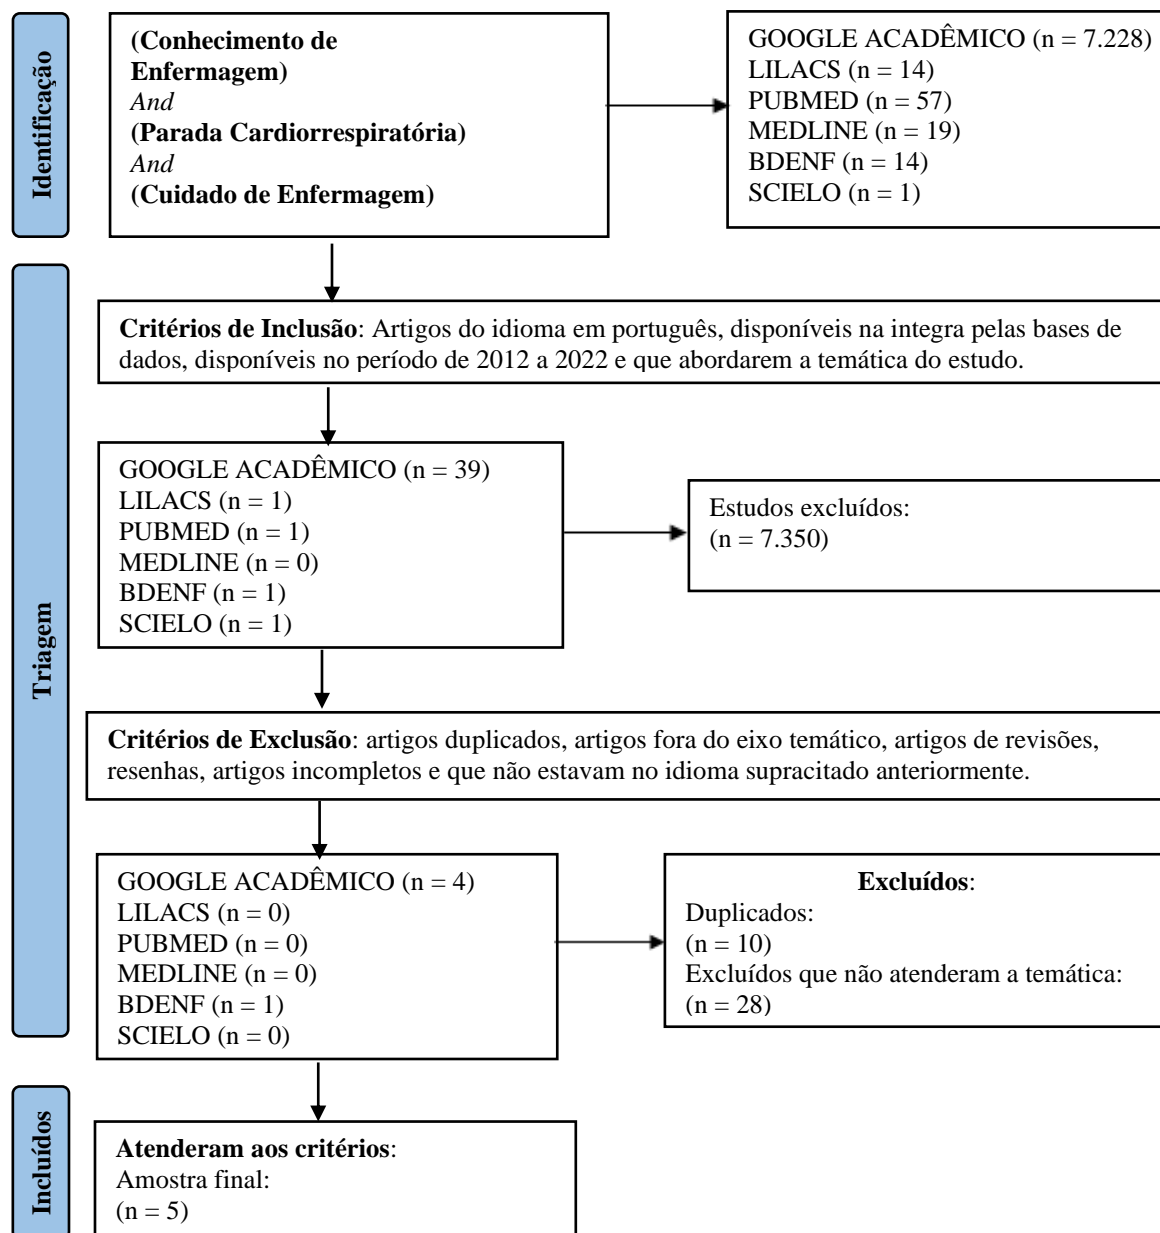 Identificação
(Conhecimento de
Enfermagem)
And
(Parada Cardiorrespiratória)
And
(Cuidado de Enfermagem)
GOOGLE ACADÊMICO (n = 7.228)
LILACS (n = 14)
PUBMED (n = 57)
MEDLINE (n = 19)
BDENF (n = 14)
SCIELO (n = 1)
Triagem
Critérios de Inclusão: Artigos do idioma em português, disponíveis na integra pelas bases de
dados, disponíveis no período de 2012 a 2022 e que abordarem a temática do estudo.
GOOGLE ACADÊMICO (n = 39)
LILACS (n = 1)
PUBMED (n = 1)
MEDLINE (n = 0)
BDENF (n = 1)
SCIELO (n = 1)
Estudos excluídos:
(n = 7.350)
Critérios de Exclusão: artigos duplicados, artigos fora do eixo temático, artigos de revisões,
resenhas, artigos incompletos e que não estavam no idioma supracitado anteriormente.
GOOGLE ACADÊMICO (n = 4)
LILACS (n = 0)
PUBMED (n = 0)
MEDLINE (n = 0)
BDENF (n = 1)
SCIELO (n = 0)
Excluídos:
Duplicados:
(n = 10)
Excluídos que não atenderam a temática:
(n = 28)
Incluídos
Atenderam aos critérios:
Amostra final:
(n = 5)